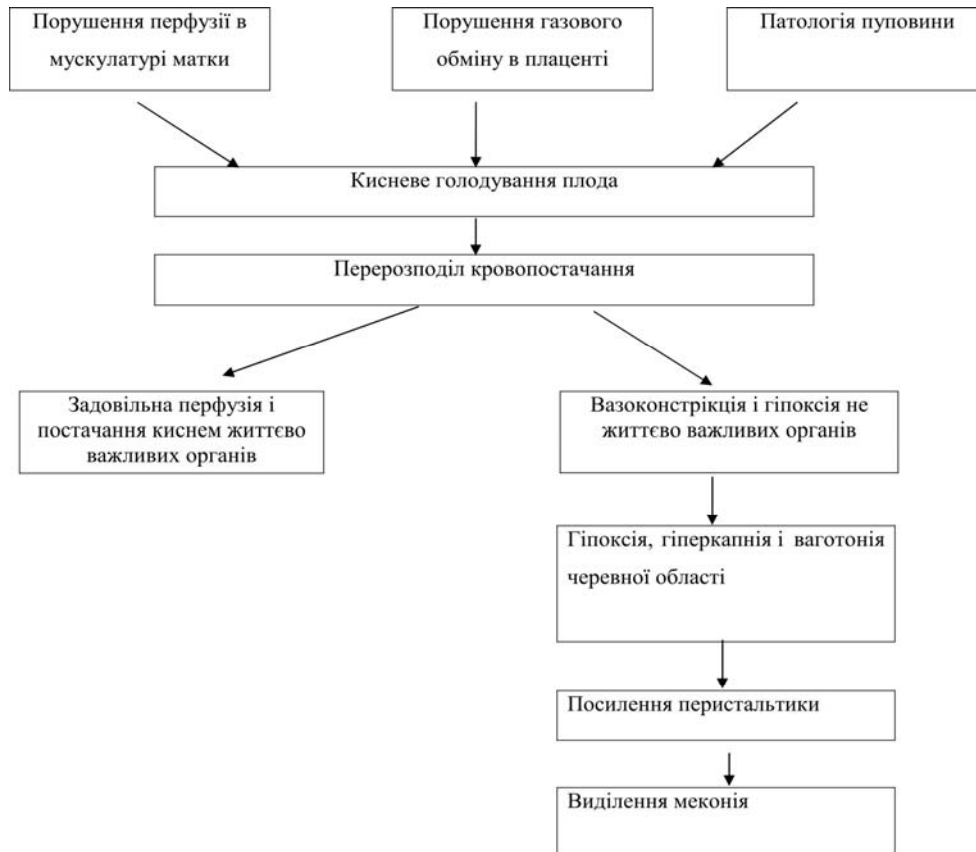 Порушення перфузії в
мускулатурі матки
Порушення газового
обміну в плаценті
Патологія пуповини
Кисневе голодування плода
Перерозподіл кровопостачання
Задовільна перфузія і
постачання киснем життєво
важливих органів
Вазоконстрікція і гіпоксія не
життєво важливих органів
Гіпоксія, гіперкапнія і ваготонія
черевної області
Посилення перистальтики
Виділення меконія